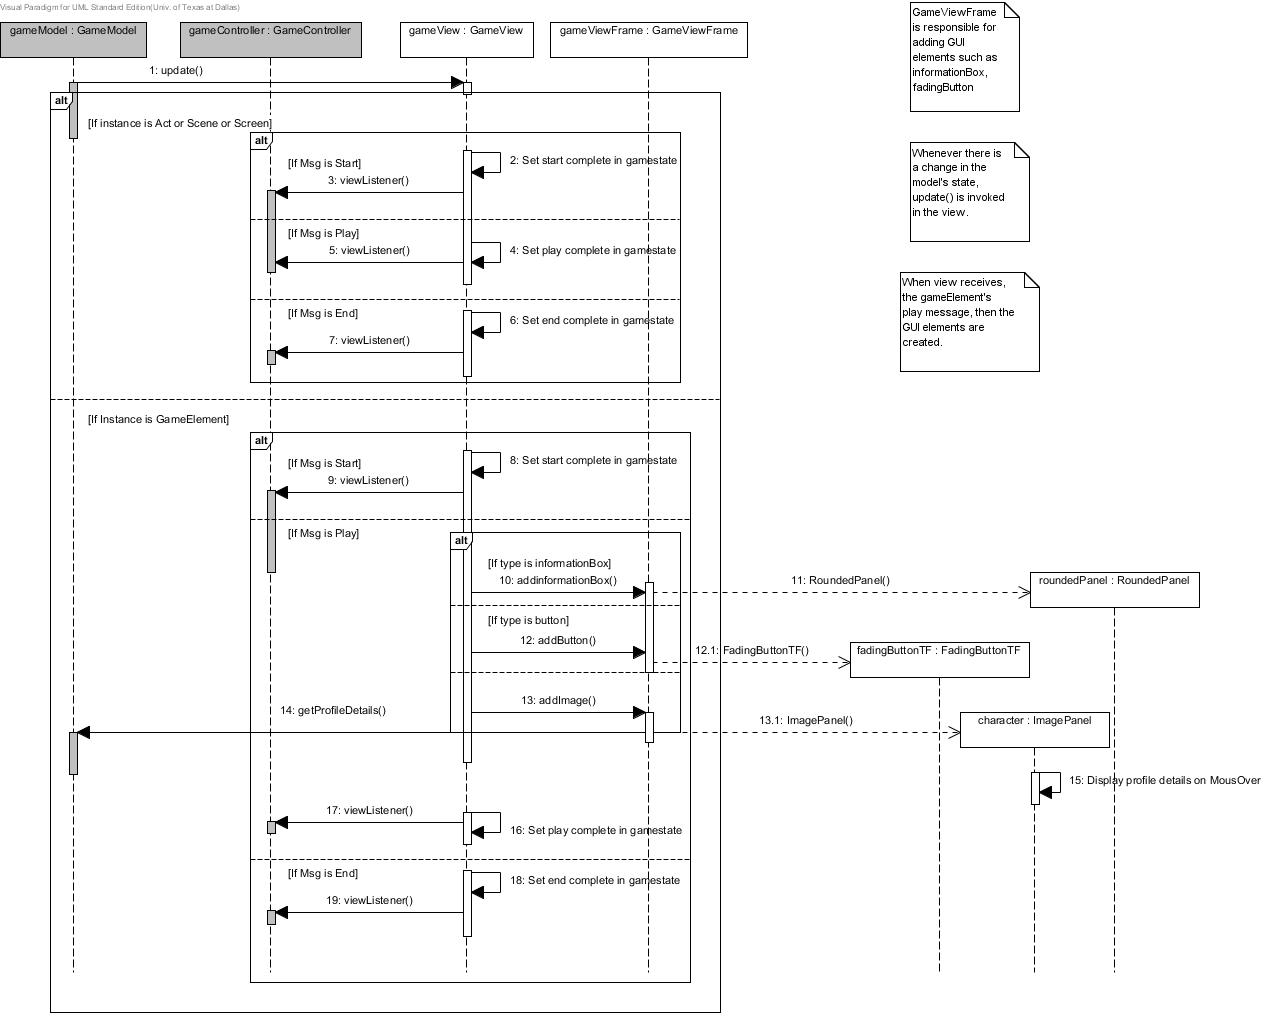 Visual Paradigm for UML Standard Edition(Univ. of Texas at Dallas)
gameModel : GameModel
gameController : GameController
gameView : GameView
gameViewFrame : GameViewFrame
GameViewFrame
is responsible for
adding GUI
elements such as
informationBox,
fadingButton
1: update()
alt
[If instance is Act or Scene or Screen]
alt
[If Msg is Start]
2: Set start complete in gamestate
3: viewListener()
Whenever there is
a change in the
model's state,
update() is invoked
in the view.
[If Msg is Play]
5: viewListener()
4: Set play complete in gamestate
When view receives,
the gameElement's
play message, then the
GUI elements are
created.
[If Msg is End]
6: Set end complete in gamestate
7: viewListener()
[If Instance is GameElement]
alt
[If Msg is Start]
8: Set start complete in gamestate
9: viewListener()
[If Msg is Play]
alt
[If type is informationBox]
10: addinformationBox()
11: RoundedPanel()
roundedPanel : RoundedPanel
[If type is button]
12: addButton()
12.1: FadingButtonTF()
fadingButtonTF : FadingButtonTF
13: addImage()
14: getProfileDetails()
13.1: ImagePanel()
character : ImagePanel
15: Display profile details on MousOver
17: viewListener()
16: Set play complete in gamestate
[If Msg is End]
18: Set end complete in gamestate
19: viewListener()